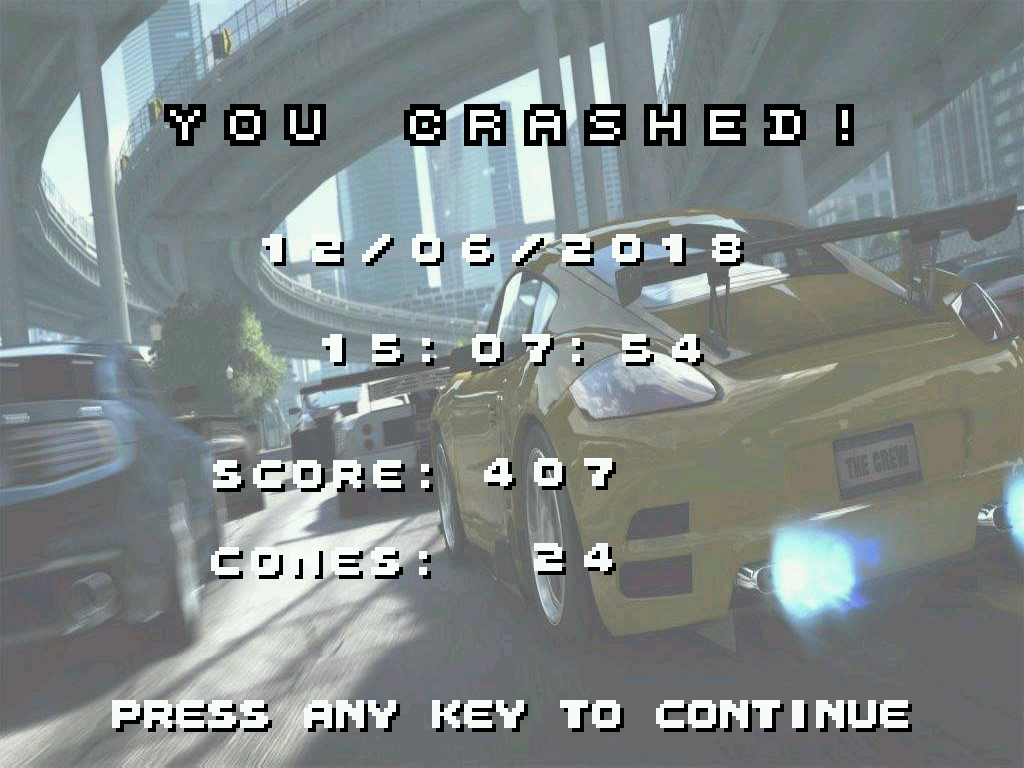 YOU CRASHED!
12/06/2018
15:07:54
SCORE: 407
THE CREW
CONES: 24
PRESS ANY KEY TO CONTINUE